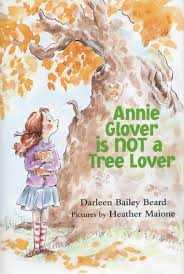 Annie
Glover
is NOT a
Tree Lover
Darleen Bailey Beard
Pictures by Heather Maione